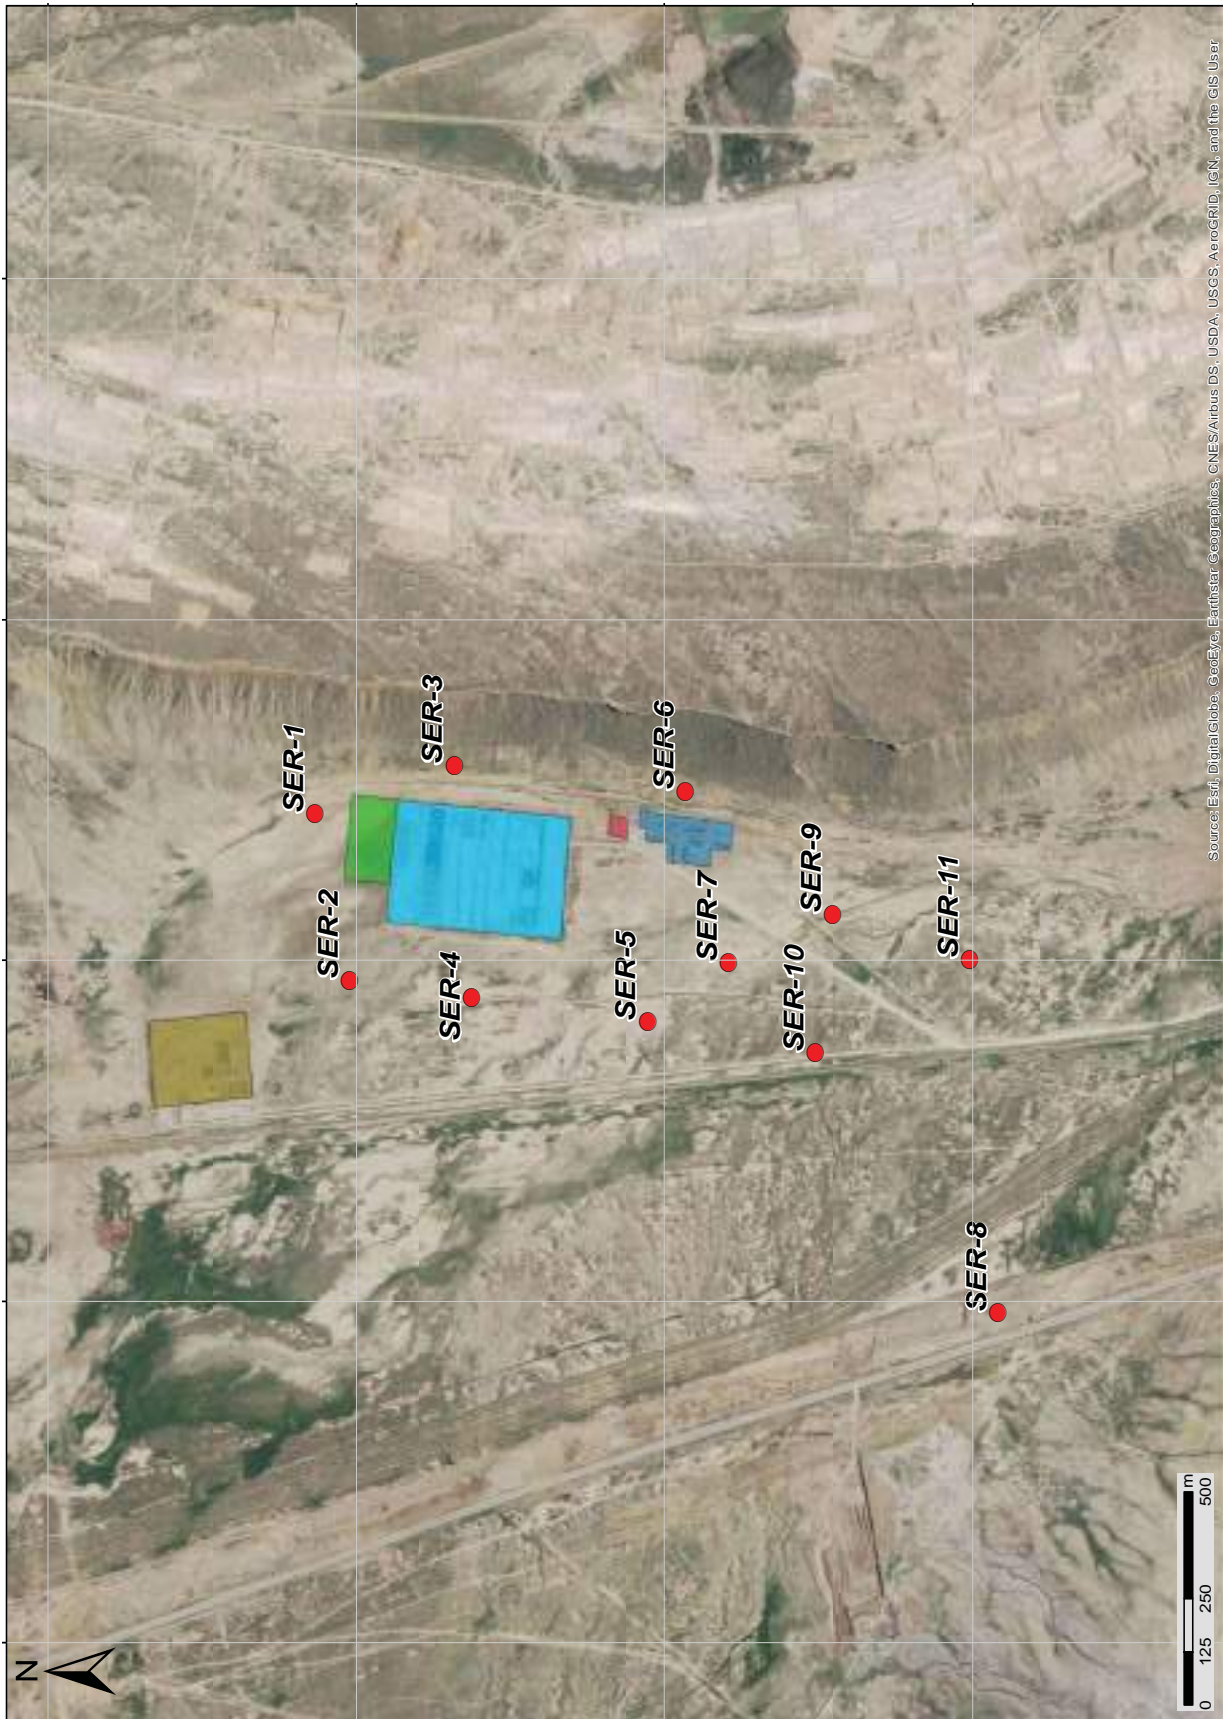 N
SER-1
SER-3
SER-2
SER-4
SER-6
SER-5
SER-7
SER-9
SER-10
SER-11
SER-8
0 125 250 500
m
Source: Esri, DigitalGlobe, GeoEye, Earthstar Geographics, CNES/Airbus DS, USDA, USGS, AeroGRID, IGN, and the GIS User